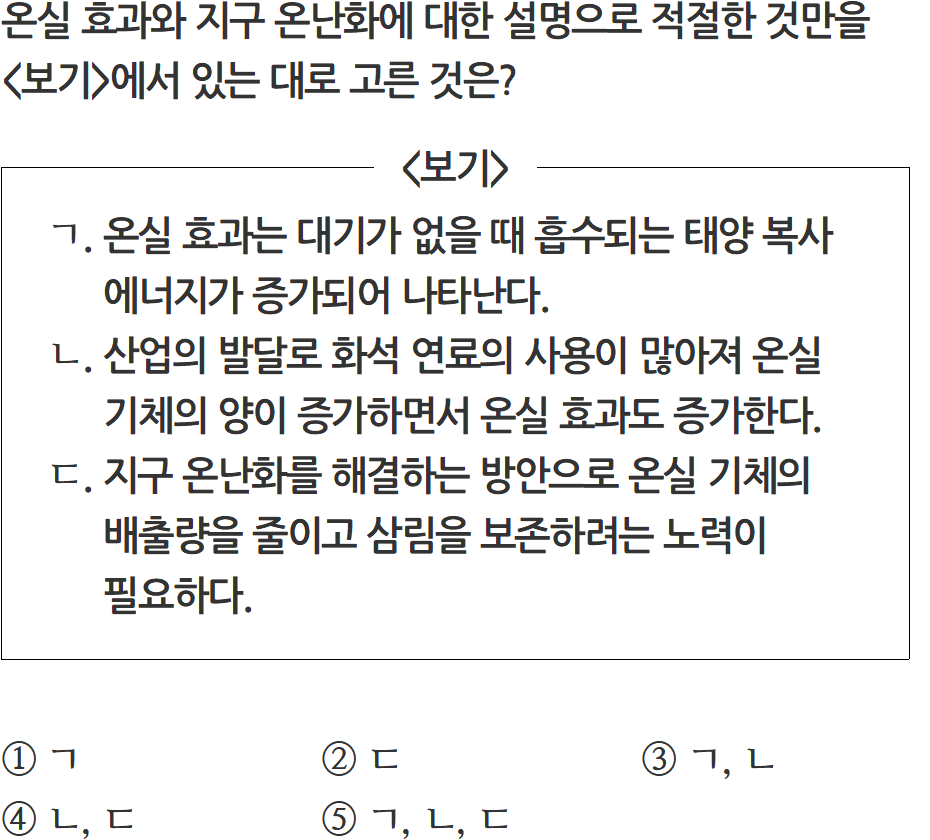 온실 효과와 지구 온난화에 대한 설명으로 적절한 것만을
<보기>에서 있는 대로 고른 것은?
<보기>
ㄱ. 온실 효과는 대기가 없을 때 흡수되는 태양 복사
에너지가 증가되어 나타난다.
ㄴ. 산업의 발달로 화석 연료의 사용이 많아져 온실
기체의 양이 증가하면서 온실 효과도 증가한다.
ㄷ. 지구 온난화를 해결하는 방안으로 온실 기체의
배출량을 줄이고 삼림을 보존하려는 노력이
필요하다.
① ㄱ ② ㄷ ③ ㄱ, ㄴ
④ ㄴ, ㄷ ⑤ ㄱ, ㄴ, ㄷ